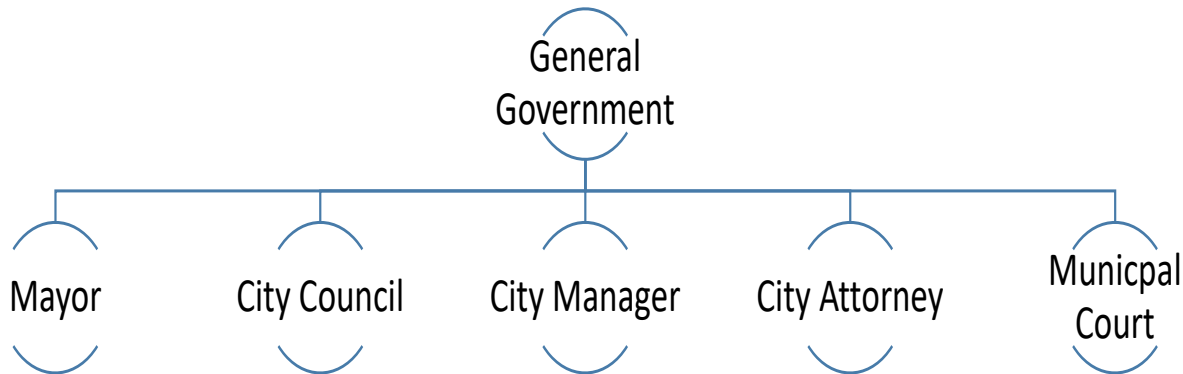 General
Government
Mayor
City Council
City Manager
City Attorney
Municpal
Court